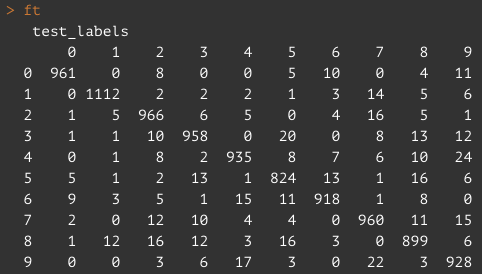 > ft
test_labels
0 1 2 3 4 5 6 7 8 9
0 961 0 8 0 0 5 10 0 4 11
1 0 1112 2 2 2 1 3 14 5 6
2 1 5 966 6 5 0 4 16 5 1
3 1 1 10 958 0 20 0 8 13 12
4 0 1 8 2 935 8 7 6 10 24
5 5 1 2 13 1 824 13 1 16 6
6 9 3 5 1 15 11 918 1 8 0
7 2 0 12 10 4 4 0 960 11 15
8 1 12 16 12 3 16 3 0 899 6
9 0 0 3 6 17 3 0 22 3 928